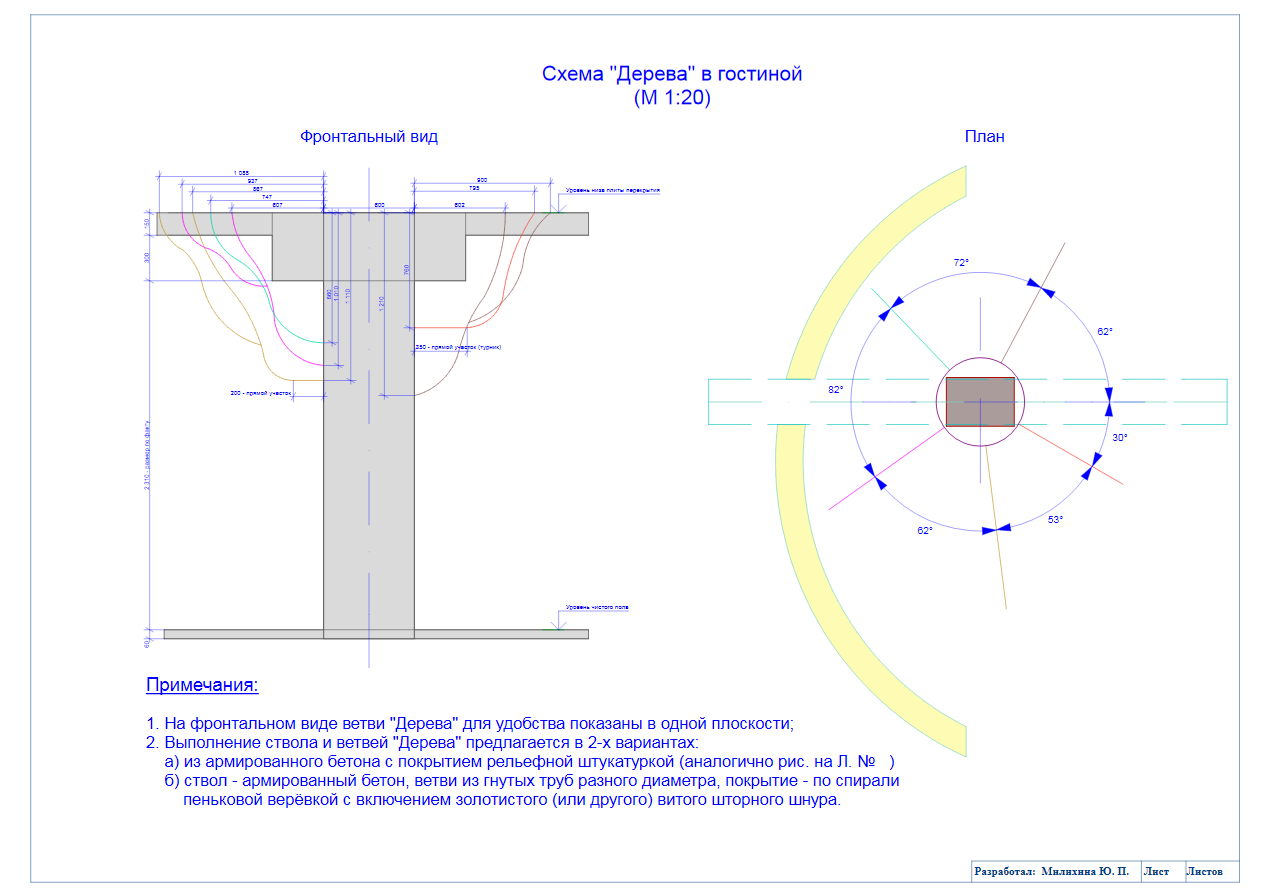 Схема "Дерева" в гостиной
(М 1:20)
Фронтальный вид
План
1 088
937
867
747
607
600
900
795
602
Уровень низа плиты перекрытия
150
300
860
1 010
1 110
1 210
760
250 - прямой участок (турник)
200 - прямой участок
2 310 - размер по факту
Уровень чистого пола
60
72°
62°
82°
30°
53°
62°
Примечания:
1. На фронтальном виде ветви "Дерева" для удобства показаны в одной плоскости;
2. Выполнение ствола и ветвей "Дерева" предлагается в 2-х вариантах:
а) из армированного бетона с покрытием рельефной штукатуркой (аналогично рис. на Л. № )
б) ствол - армированный бетон, ветви из гнутых труб разного диаметра, покрытие - по спирали
пеньковой верёвкой с включением золотистого (или другого) витого шторного шнура.
Разработал: Милихина Ю. П. Лист Листов